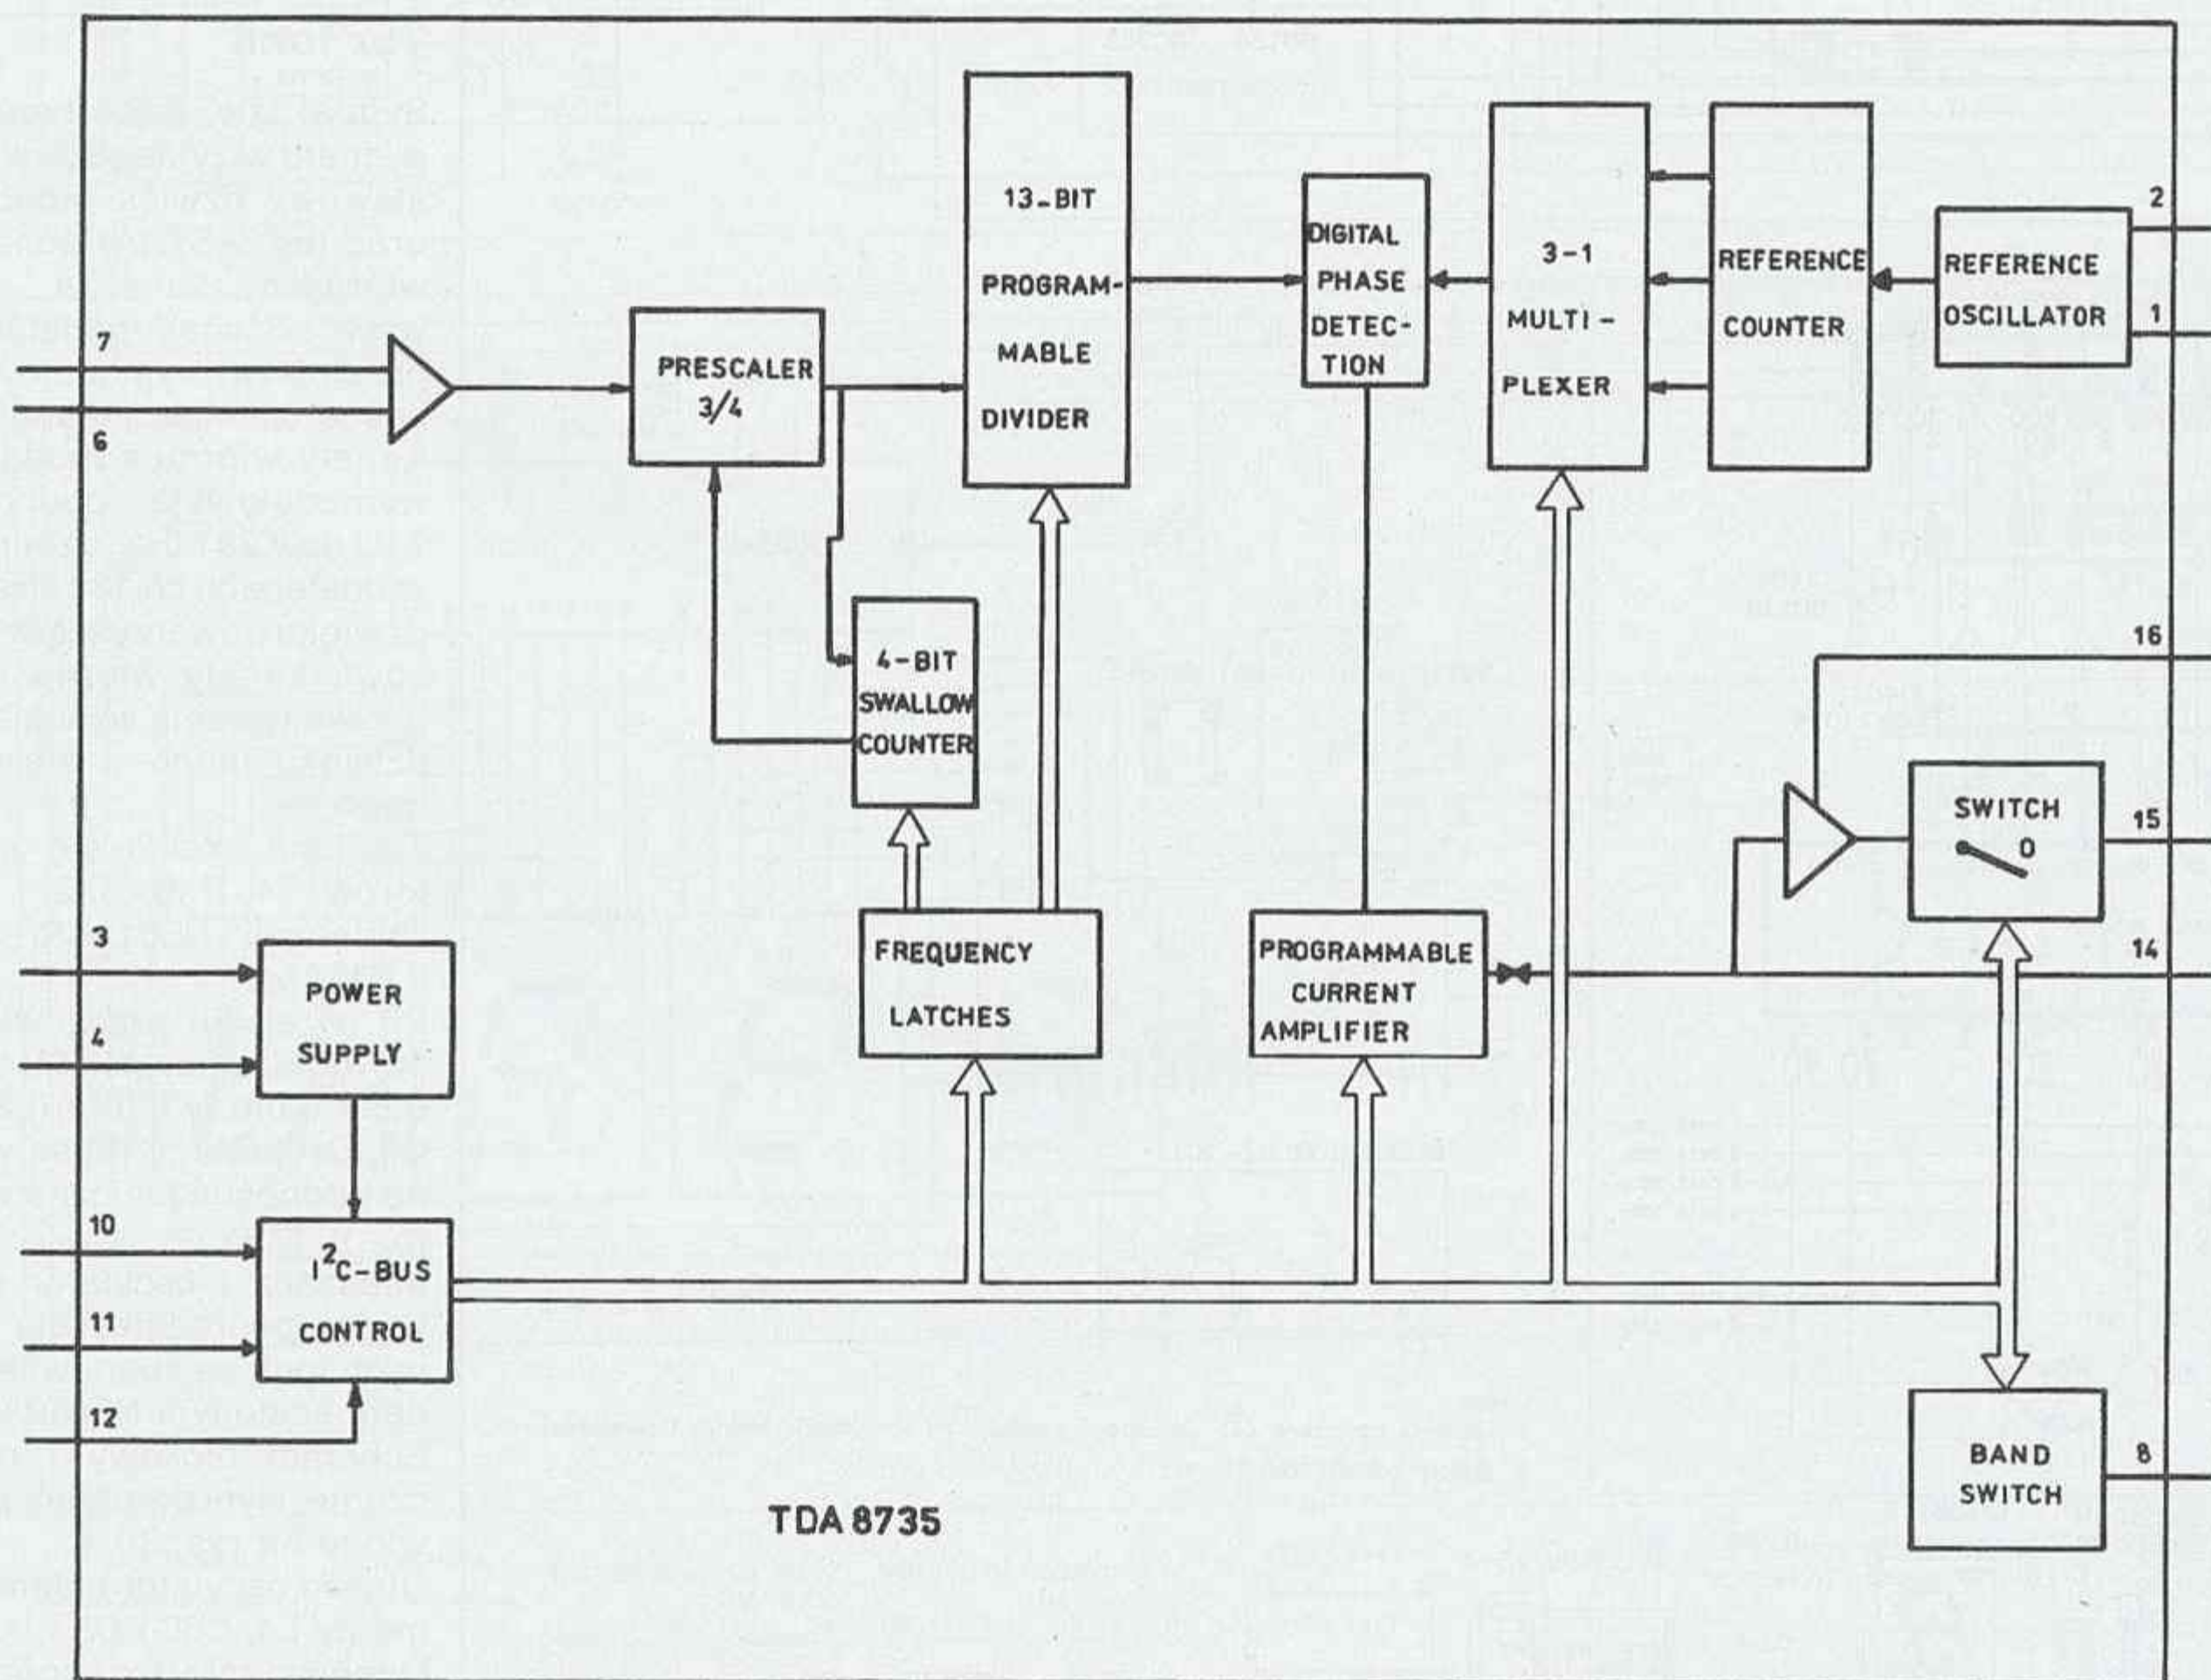 13-BIT
PROGRAM-
MABLE
DIVIDER
DIGITAL
PHASE
DETEC-
TION
3-1
MULTI-
PLEXER
REFERENCE
COUNTER
REFERENCE
OSCILLATOR
2
1
7
6
PRESCALER
3/4
4-BIT
SWALLOW
COUNTER
16
SWITCH
15
14
3
4
POWER
SUPPLY
FREQUENCY
LATCHES
PROGRAMMABLE
CURRENT
AMPLIFIER
10
11
12
I²C-BUS
CONTROL
BAND
SWITCH
8
TDA 8735